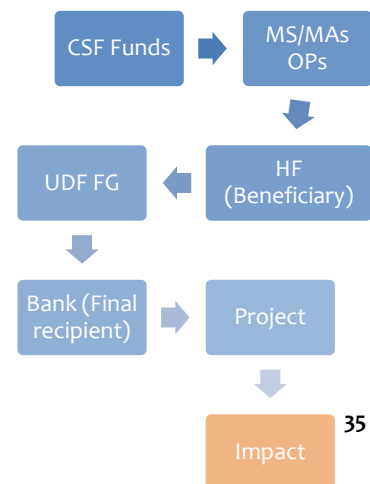 CSF Funds
MS/MAs
OPs
UDF FG
HF
(Beneficiary)
Bank (Final
recipient)
Project
35
Impact